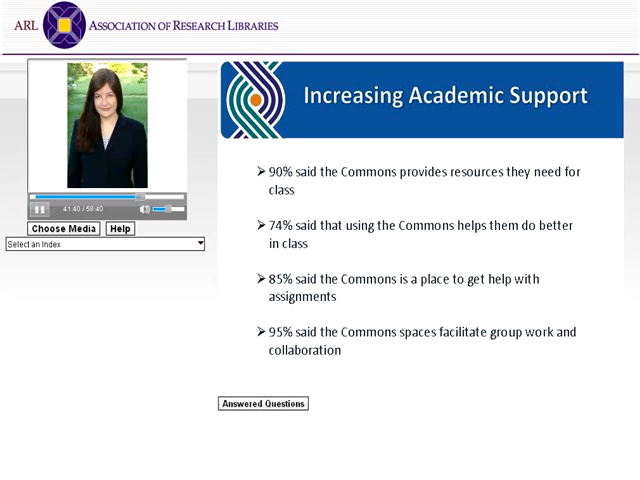 ARL ASSOCIATION OF RESEARCH LIBRARIES
Increasing Academic Support
41:40 / 58:40
Choose Media Help
Select an Index
➢ 90% said the Commons provides resources they need for
class
➢ 74% said that using the Commons helps them do better
in class
➢ 85% said the Commons is a place to get help with
assignments
➢ 95% said the Commons spaces facilitate group work and
collaboration
Answered Questions